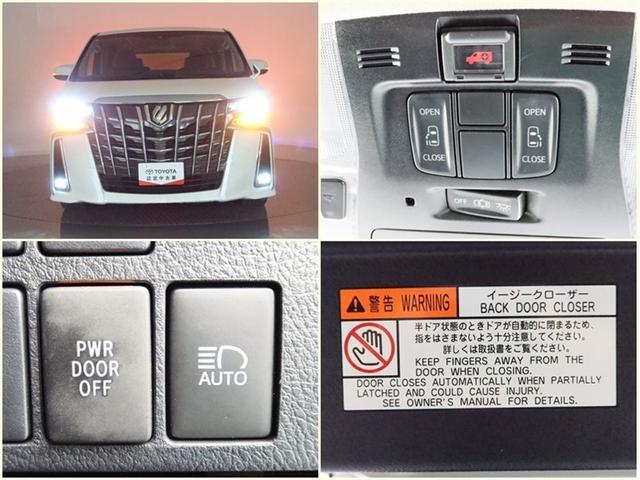 TOYOTA
認定中古車
OPEN
CLOSE
OPEN
CLOSE
OFF
PWR
DOOR
OFF
AUTO
警告 WARNING
イージークローザー
BACK DOOR CLOSER
半ドア状態のときドアが自動的に閉まるため、
指をはさまないよう十分注意してください。
詳しくは取扱書をご覧ください。
KEEP FINGERS AWAY FROM THE
DOOR WHEN CLOSING.
DOOR CLOSES AUTOMATICALLY WHEN PARTIALLY
LATCHED AND COULD CAUSE INJURY.
SEE OWNER'S MANUAL FOR DETAILS.